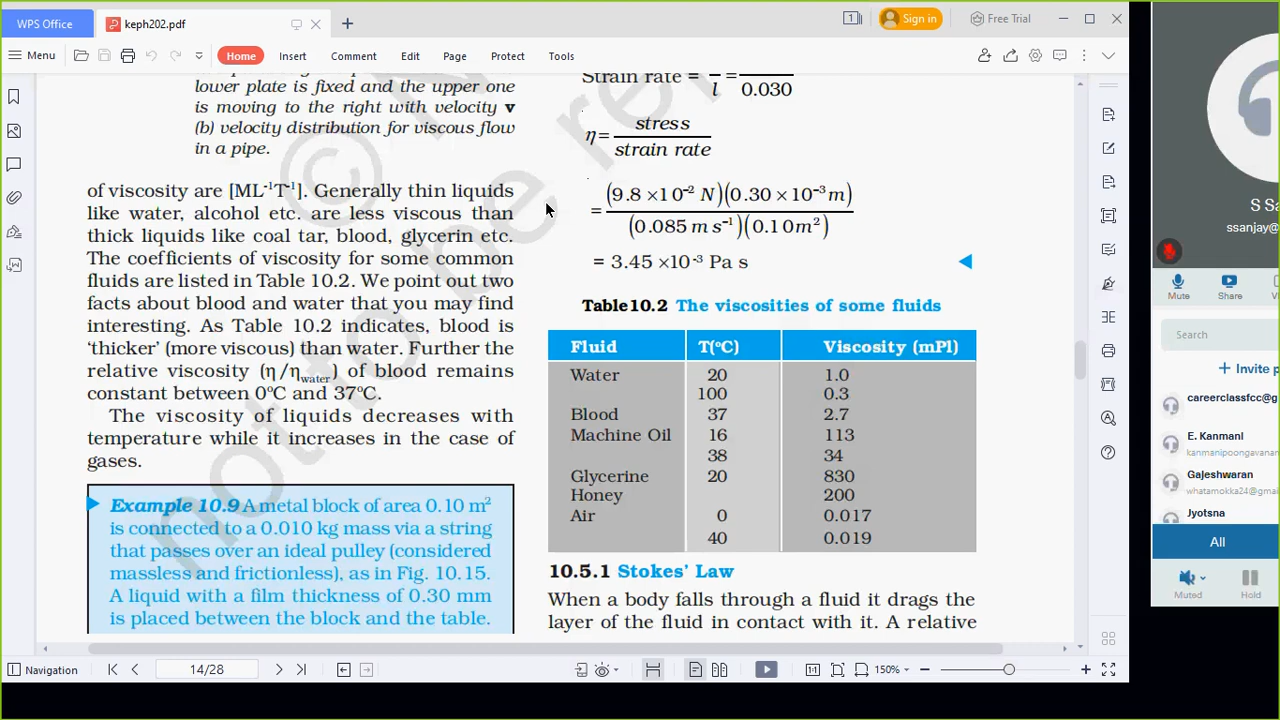 WPS Office
keph202.pdf
Sign in
Free Trial
Menu
Home
Insert
Comment
Edit
Page
Protect
Tools
lower plate is fixed and the upper one
is moving to the right with velocity v
(b) velocity distribution for viscous flow
in a pipe.
of viscosity are [ML⁻¹T⁻¹]. Generally thin liquids
like water, alcohol etc. are less viscous than
thick liquids like coal tar, blood, glycerin etc.
The coefficients of viscosity for some common
fluids are listed in Table 10.2. We point out two
facts about blood and water that you may find
interesting. As Table 10.2 indicates, blood is
‘thicker’ (more viscous) than water. Further the
relative viscosity (η/ηwater) of blood remains
constant between 0°C and 37°C.
The viscosity of liquids decreases with
temperature while it increases in the case of
gases.
Example 10.9 A metal block of area 0.10 m²
is connected to a 0.010 kg mass via a string
that passes over an ideal pulley (considered
massless and frictionless), as in Fig. 10.15.
A liquid with a film thickness of 0.30 mm
is placed between the block and the table.
Strain rate = / l = / 0.030
η = stress / strain rate
= (9.8 ×10⁻² N)(0.30 ×10⁻³ m) / (0.085 m s⁻¹)(0.10 m²)
= 3.45 ×10⁻³ Pa s
Table 10.2 The viscosities of some fluids
Fluid T(°C) Viscosity (mPl)
Water 20 1.0
100 0.3
Blood 37 2.7
Machine Oil 16 113
38 34
Glycerine 20 830
Honey 200
Air 0 0.017
40 0.019
10.5.1 Stokes’ Law
When a body falls through a fluid it drags the
layer of the fluid in contact with it. A relative
© N
not to be re
Navigation
14/28
150%
S Sa
ssanjay@
Mute
Share
Search
+ Invite p
careerclassfcc@g
E. Kanmani
kanmanipoongavanan
Gajeshwaran
whatamokka24@gmai
Jyotsna
All
Muted
Hold